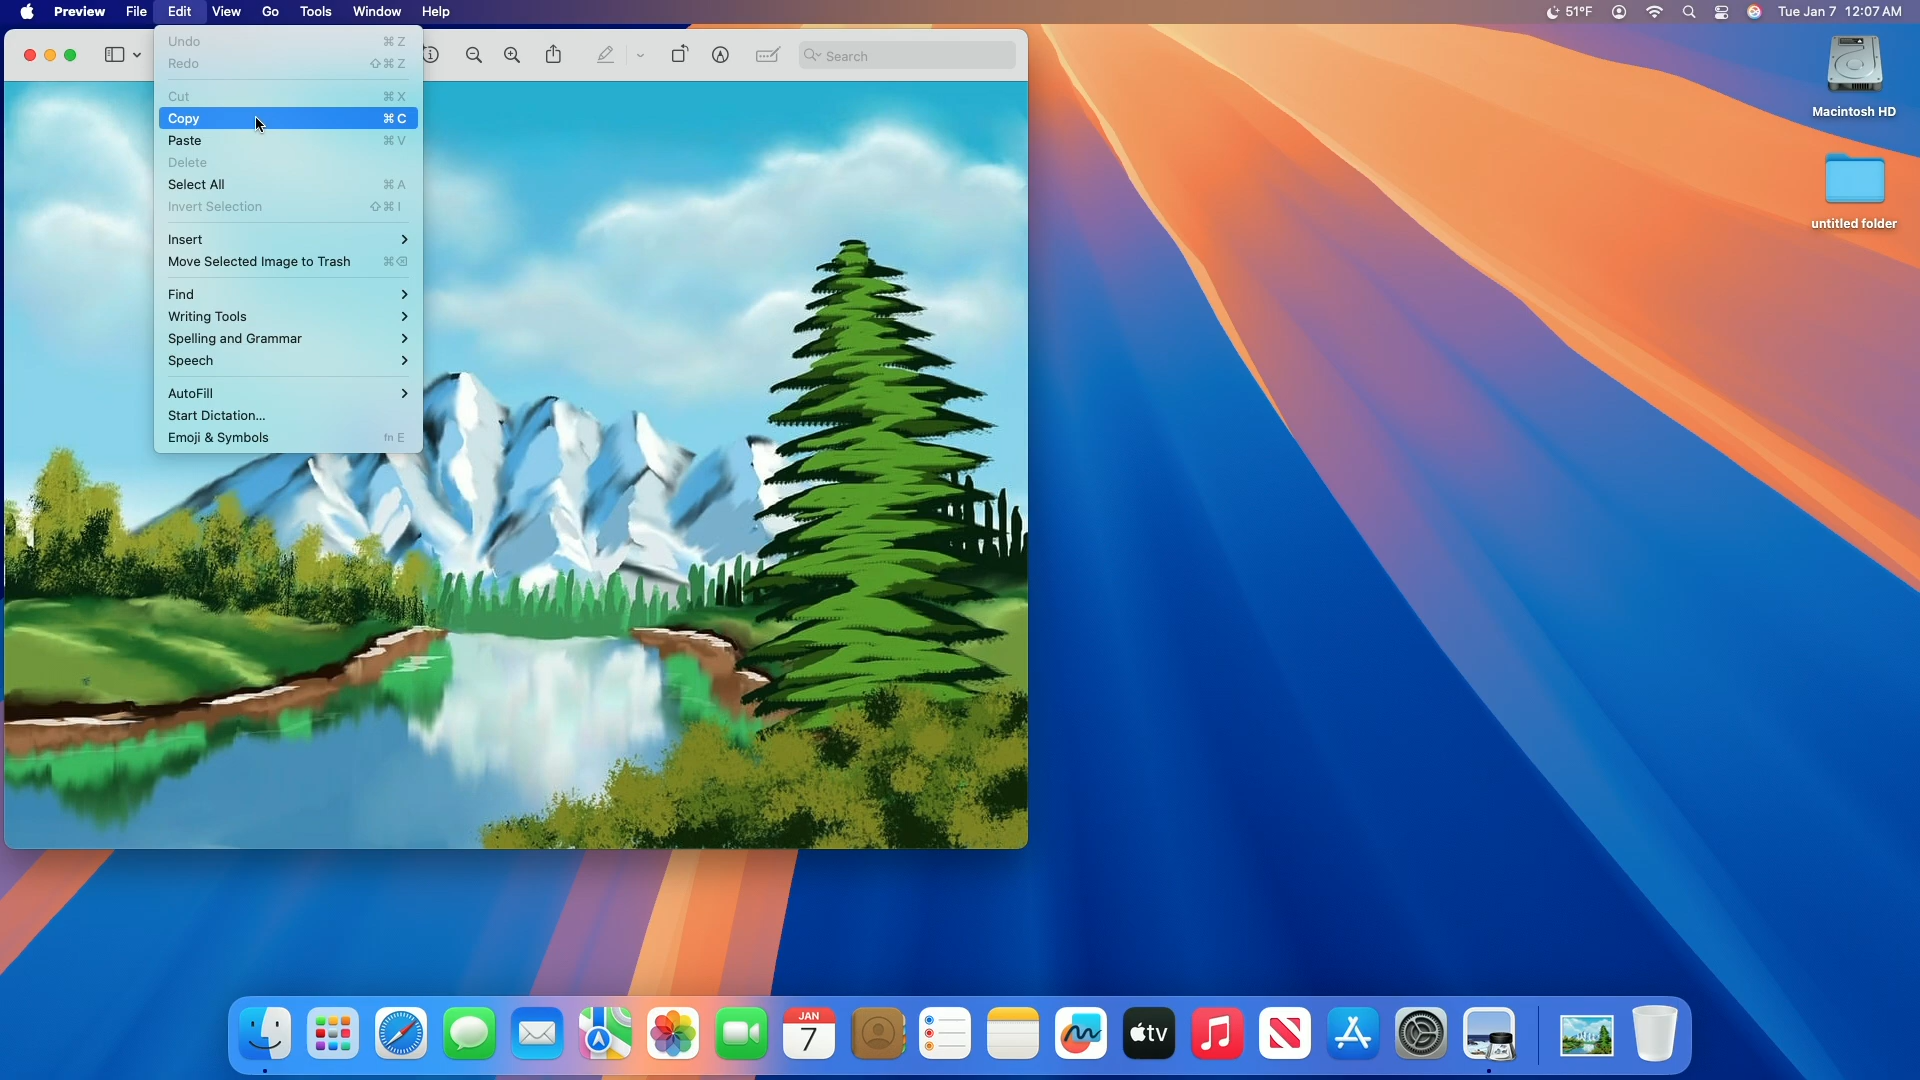 Preview File Edit View Go Tools Window Help 51°F Tue Jan 7 12:07 AM
Undo ⌘ Z
Redo ⇧ ⌘ Z
Cut ⌘ X
Copy ⌘ C
Paste ⌘ V
Delete
Select All ⌘ A
Invert Selection ⇧ ⌘ I
Insert
Move Selected Image to Trash ⌘ ⌫
Find
Writing Tools
Spelling and Grammar
Speech
AutoFill
Start Dictation...
Emoji & Symbols fn E
Search
Macintosh HD
untitled folder
JAN
7
tv